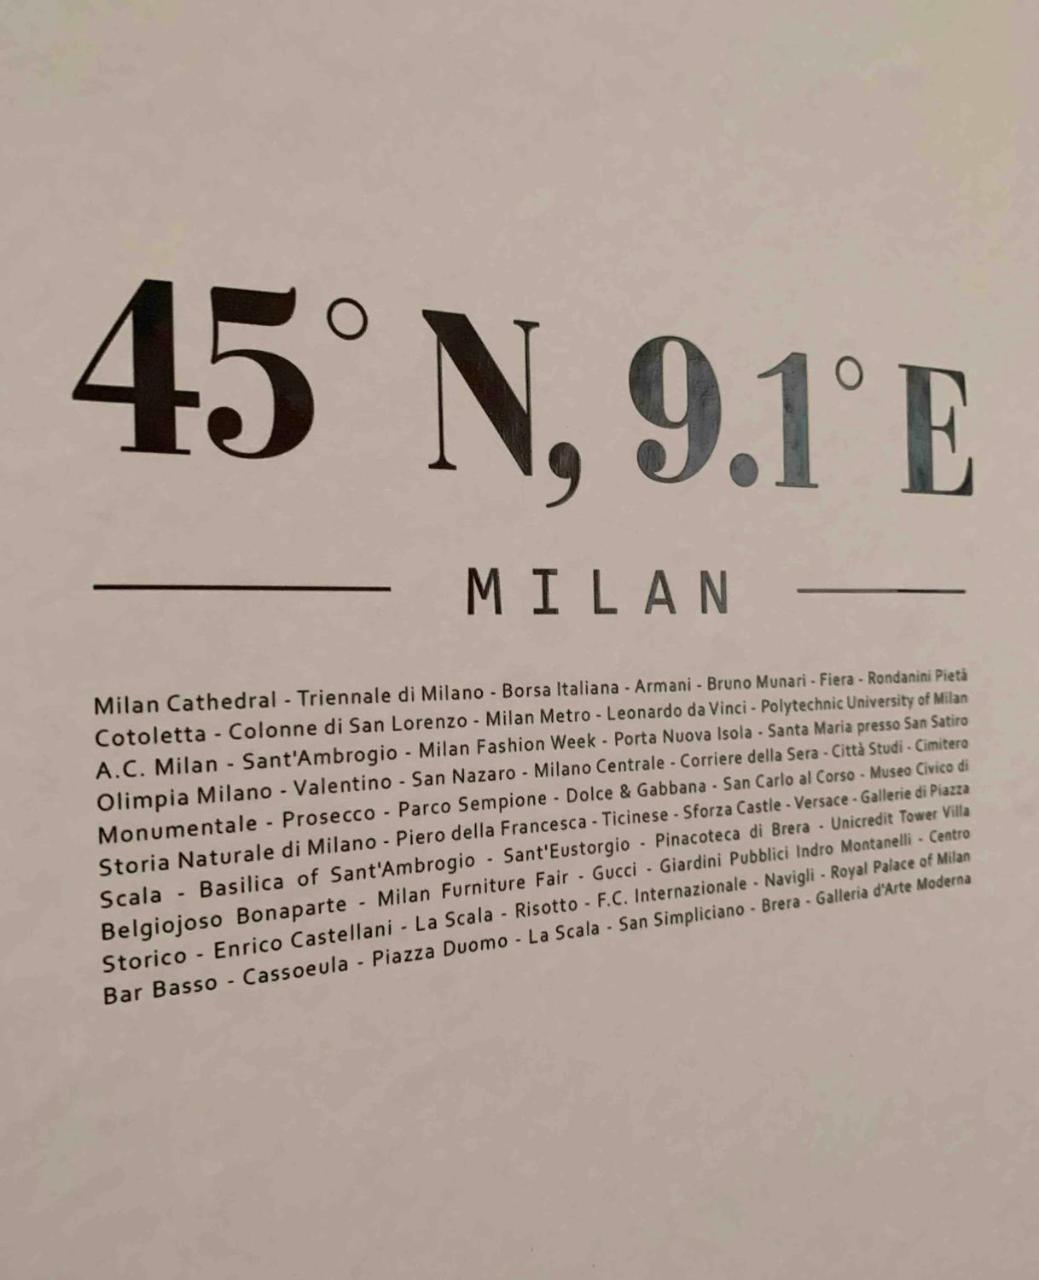 45° N, 9.1° E
MILAN
Milan Cathedral - Triennale di Milano - Borsa Italiana - Armani - Bruno Munari - Fiera - Rondanini Pietà
Cotoletta - Colonne di San Lorenzo - Milan Metro - Leonardo da Vinci - Polytechnic University of Milan
A.C. Milan - Sant'Ambrogio - Milan Fashion Week - Porta Nuova Isola - Santa Maria presso San Satiro
Olimpia Milano - Valentino - San Nazaro - Milano Centrale - Corriere della Sera - Città Studi - Cimitero
Monumentale - Prosecco - Parco Sempione - Dolce & Gabbana - San Carlo al Corso - Museo Civico di
Storia Naturale di Milano - Piero della Francesca - Ticinese - Sforza Castle - Versace - Gallerie di Piazza
Scala - Basilica of Sant'Ambrogio - Sant'Eustorgio - Pinacoteca di Brera - Unicredit Tower Villa
Belgiojoso Bonaparte - Milan Furniture Fair - Gucci - Giardini Pubblici Indro Montanelli - Centro
Storico - Enrico Castellani - La Scala - Risotto - F.C. Internazionale - Navigli - Royal Palace of Milan
Bar Basso - Cassoeula - Piazza Duomo - La Scala - San Simpliciano - Brera - Galleria d'Arte Moderna